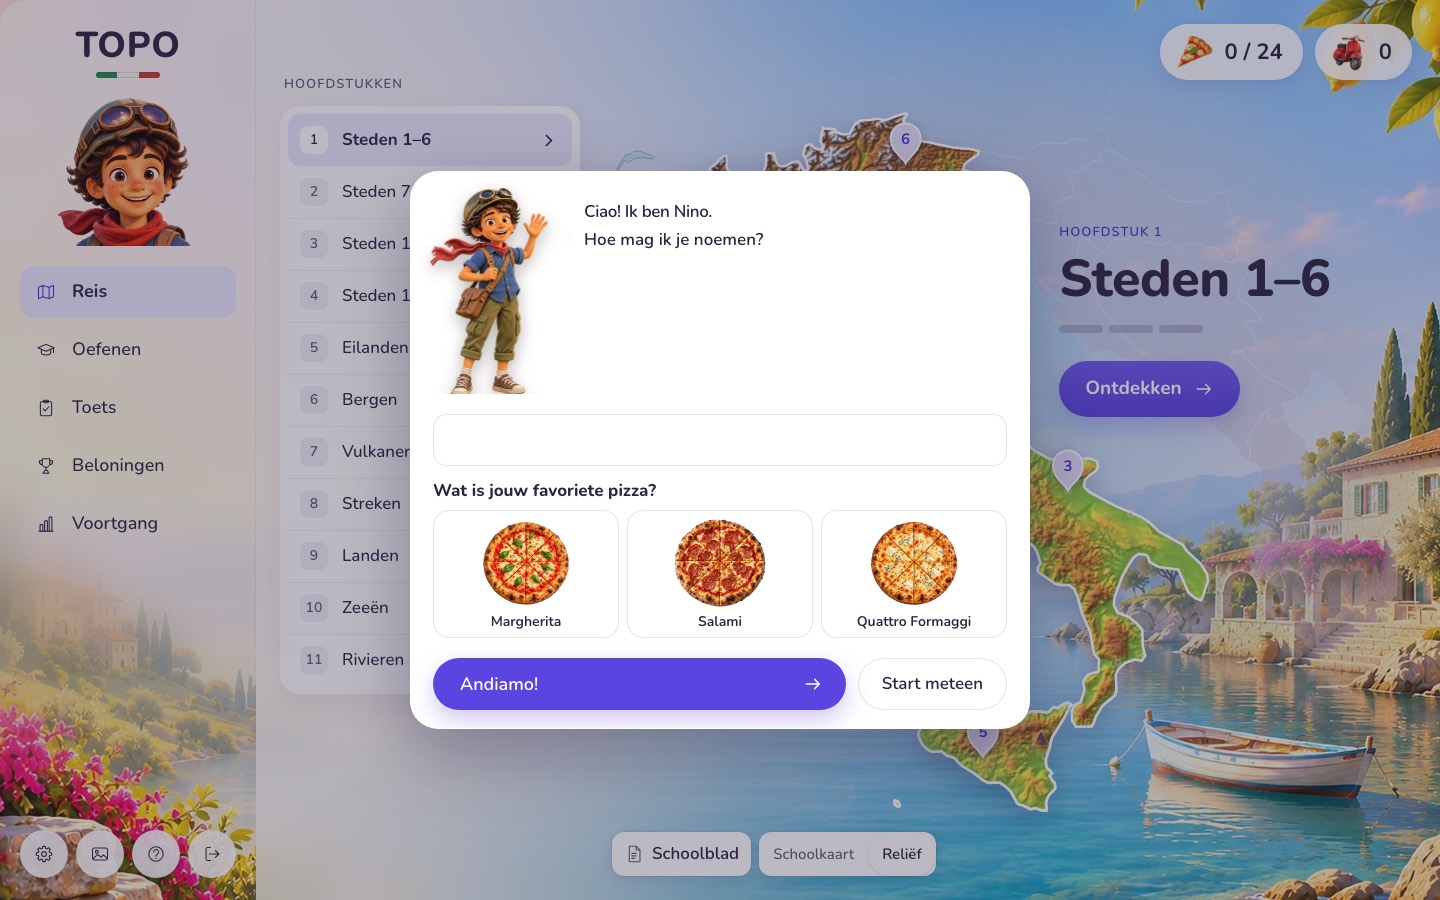 TOPO
Reis
Oefenen
Toets
Beloningen
Voortgang
HOOFDSTUKKEN
1 Steden 1–6
2 Steden 7
3 Steden 1
4 Steden 1
5 Eilanden
6 Bergen
7 Vulkanen
8 Streken
9 Landen
10 Zeeën
11 Rivieren
0 / 24
0
6
3
5
HOOFDSTUK 1
Steden 1–6
Ontdekken
Ciao! Ik ben Nino.
Hoe mag ik je noemen?
Wat is jouw favoriete pizza?
Margherita
Salami
Quattro Formaggi
Andiamo!
Start meteen
Schoolblad
Schoolkaart
Reliëf